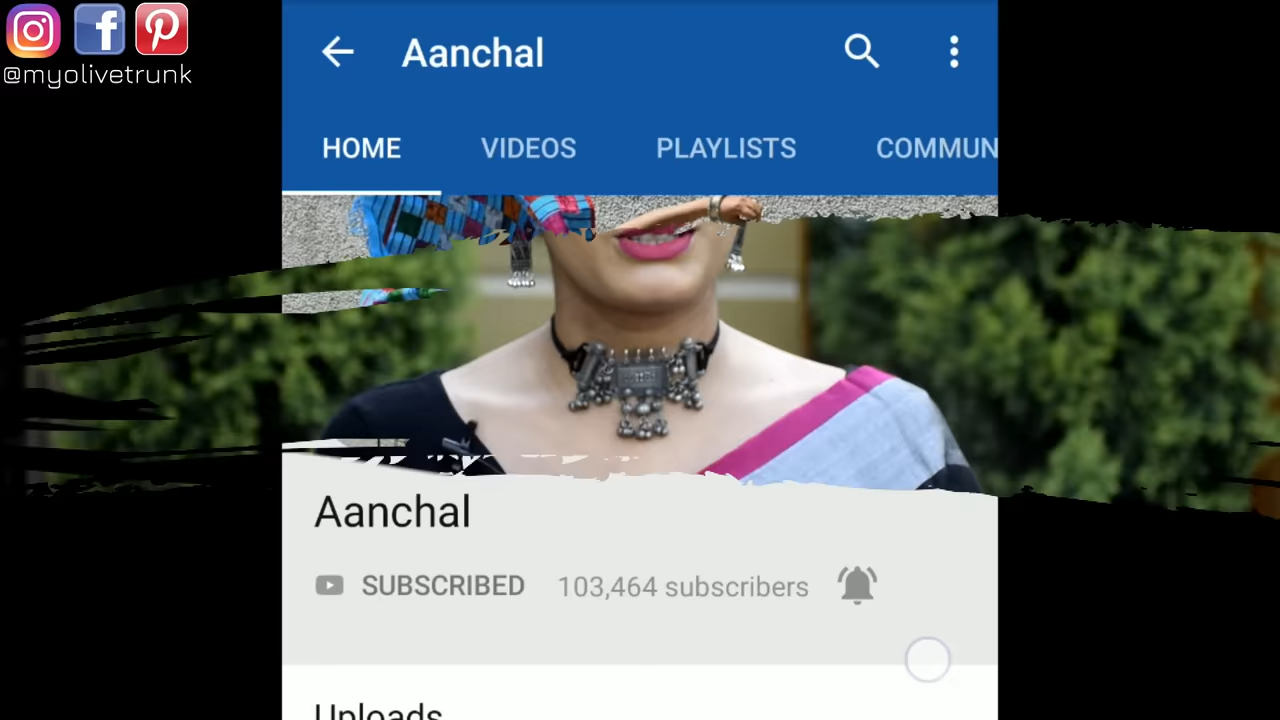 @myolivetrunk
Aanchal
HOME VIDEOS PLAYLISTS COMMUN
Aanchal
SUBSCRIBED 103,464 subscribers
Uploads